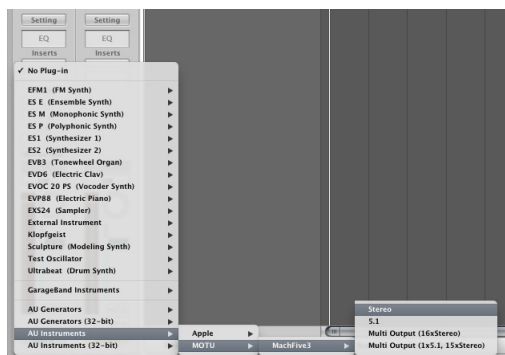 Setting Setting
EQ EQ
Inserts Inserts
✓ No Plug-in
EFM1 (FM Synth)
ES E (Ensemble Synth)
ES M (Monophonic Synth)
ES P (Polyphonic Synth)
ES1 (Synthesizer 1)
ES2 (Synthesizer 2)
EVB3 (Tonewheel Organ)
EVD6 (Electric Clav)
EVOC 20 PS (Vocoder Synth)
EVP88 (Electric Piano)
EXS24 (Sampler)
External Instrument
Klopfgeist
Sculpture (Modeling Synth)
Test Oscillator
Ultrabeat (Drum Synth)
GarageBand Instruments
AU Generators
AU Generators (32-bit)
AU Instruments
AU Instruments (32-bit)
Apple
MOTU
MachFive3
Stereo
5.1
Multi Output (16xStereo)
Multi Output (1x5.1, 15xStereo)